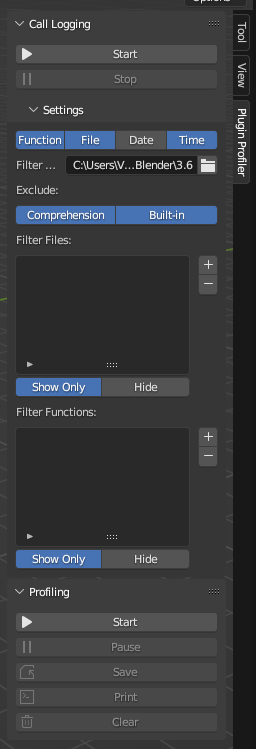 Options
Call Logging
Start
Stop
Settings
Function File Date Time
Filter ... C:\Users\V...Blender\3.6
Exclude:
Comprehension Built-in
Filter Files:
Show Only Hide
Filter Functions:
Show Only Hide
Profiling
Start
Pause
Save
Print
Clear
Tool
View
Plugin Profiler